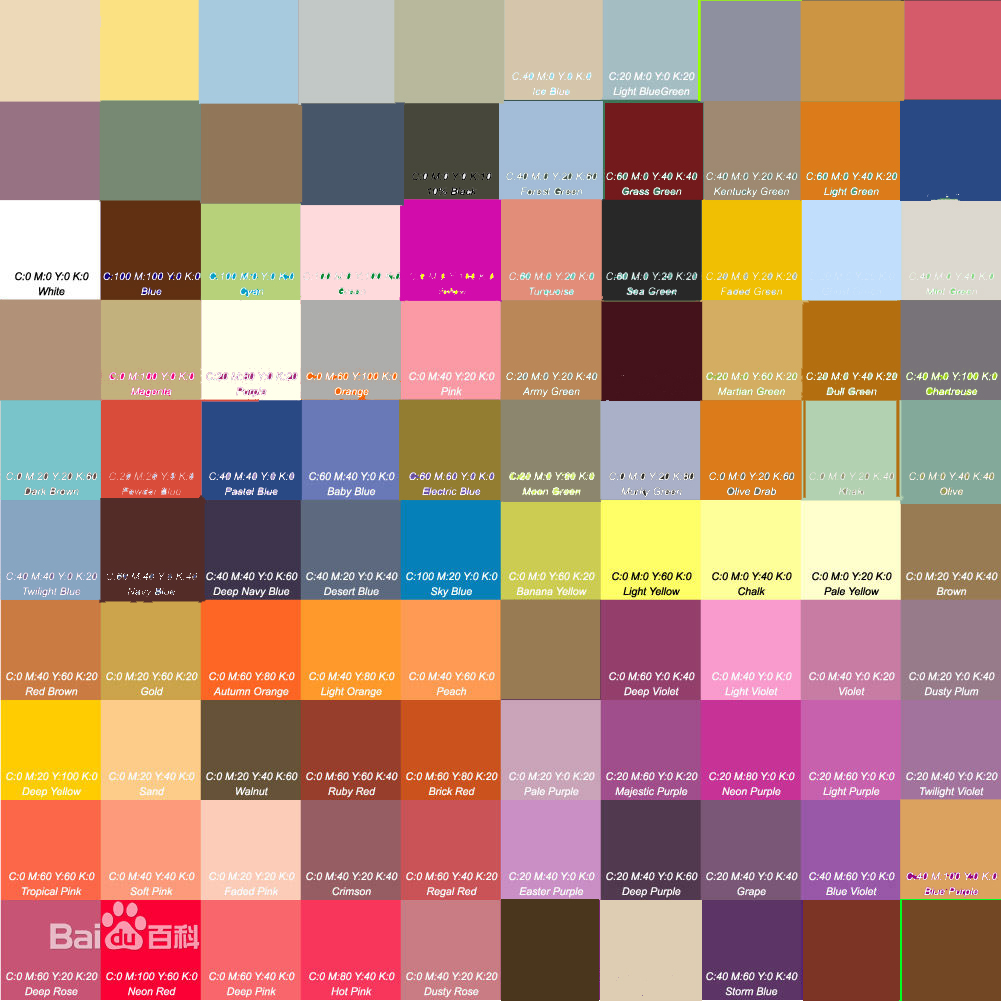 C:40 M:0 Y:0 K:0
Ice Blue
C:20 M:0 Y:0 K:20
Light BlueGreen
C:40 M:0 Y:20 K:60
Forest Green
C:60 M:0 Y:40 K:40
Grass Green
C:40 M:0 Y:20 K:40
Kentucky Green
C:60 M:0 Y:40 K:20
Light Green
C:0 M:0 Y:0 K:0
White
C:100 M:100 Y:0 K:0
Blue
C:100 M:0 Y:0 K:0
Cyan
C:60 M:0 Y:20 K:0
Turquoise
C:80 M:0 Y:20 K:20
Sea Green
C:20 M:0 Y:20 K:20
Faded Green
C:40 M:0 Y:40 K:0
Mint Green
C:0 M:100 Y:0 K:0
Magenta
Purple
C:0 M:60 Y:100 K:0
Orange
C:0 M:40 Y:20 K:0
Pink
C:20 M:0 Y:20 K:40
Army Green
C:20 M:0 Y:60 K:20
Martian Green
C:20 M:0 Y:40 K:20
Dull Green
C:40 M:0 Y:100 K:0
Chartreuse
C:0 M:20 Y:20 K:60
Dark Brown
C:20 M:20 Y:0 K:0
Powder Blue
C:40 M:40 Y:0 K:0
Pastel Blue
C:60 M:40 Y:0 K:0
Baby Blue
C:60 M:60 Y:0 K:0
Electric Blue
C:20 M:0 Y:60 K:0
Moon Green
C:0 M:0 Y:20 K:80
C:0 M:0 Y:20 K:60
Olive Drab
C:0 M:0 Y:20 K:40
Khaki
C:0 M:0 Y:40 K:40
Olive
C:40 M:40 Y:0 K:20
Twilight Blue
C:60 M:40 Y:0 K:40
Navy Blue
C:40 M:40 Y:0 K:60
Deep Navy Blue
C:40 M:20 Y:0 K:40
Desert Blue
C:100 M:20 Y:0 K:0
Sky Blue
C:0 M:0 Y:60 K:20
Banana Yellow
C:0 M:0 Y:60 K:0
Light Yellow
C:0 M:0 Y:40 K:0
Chalk
C:0 M:0 Y:20 K:0
Pale Yellow
C:0 M:20 Y:40 K:40
Brown
C:0 M:40 Y:60 K:20
Red Brown
C:0 M:20 Y:60 K:20
Gold
C:0 M:60 Y:80 K:0
Autumn Orange
C:0 M:40 Y:80 K:0
Light Orange
C:0 M:40 Y:60 K:0
Peach
C:0 M:60 Y:0 K:40
Deep Violet
C:0 M:40 Y:0 K:0
Light Violet
C:0 M:40 Y:0 K:20
Violet
C:0 M:20 Y:0 K:40
Dusty Plum
C:0 M:20 Y:100 K:0
Deep Yellow
C:0 M:20 Y:40 K:0
Sand
C:0 M:20 Y:40 K:60
Walnut
C:0 M:60 Y:60 K:40
Ruby Red
C:0 M:60 Y:80 K:20
Brick Red
C:0 M:20 Y:0 K:20
Pale Purple
C:20 M:60 Y:0 K:20
Majestic Purple
C:20 M:80 Y:0 K:0
Neon Purple
C:20 M:60 Y:0 K:0
Light Purple
C:20 M:40 Y:0 K:20
Twilight Violet
C:0 M:60 Y:60 K:0
Tropical Pink
C:0 M:40 Y:40 K:0
Soft Pink
C:0 M:20 Y:20 K:0
Faded Pink
C:0 M:40 Y:20 K:40
Crimson
C:0 M:60 Y:40 K:20
Regal Red
C:20 M:40 Y:0 K:0
Easter Purple
C:20 M:40 Y:0 K:60
Deep Purple
C:20 M:40 Y:0 K:40
Grape
C:40 M:60 Y:0 K:0
Blue Violet
C:40 M:100 Y:0 K:0
Blue Purple
Bai du 百科
C:0 M:60 Y:20 K:20
Deep Rose
C:0 M:100 Y:60 K:0
Neon Red
C:0 M:60 Y:40 K:0
Deep Pink
C:0 M:80 Y:40 K:0
Hot Pink
C:0 M:40 Y:20 K:20
Dusty Rose
C:40 M:60 Y:0 K:40
Storm Blue